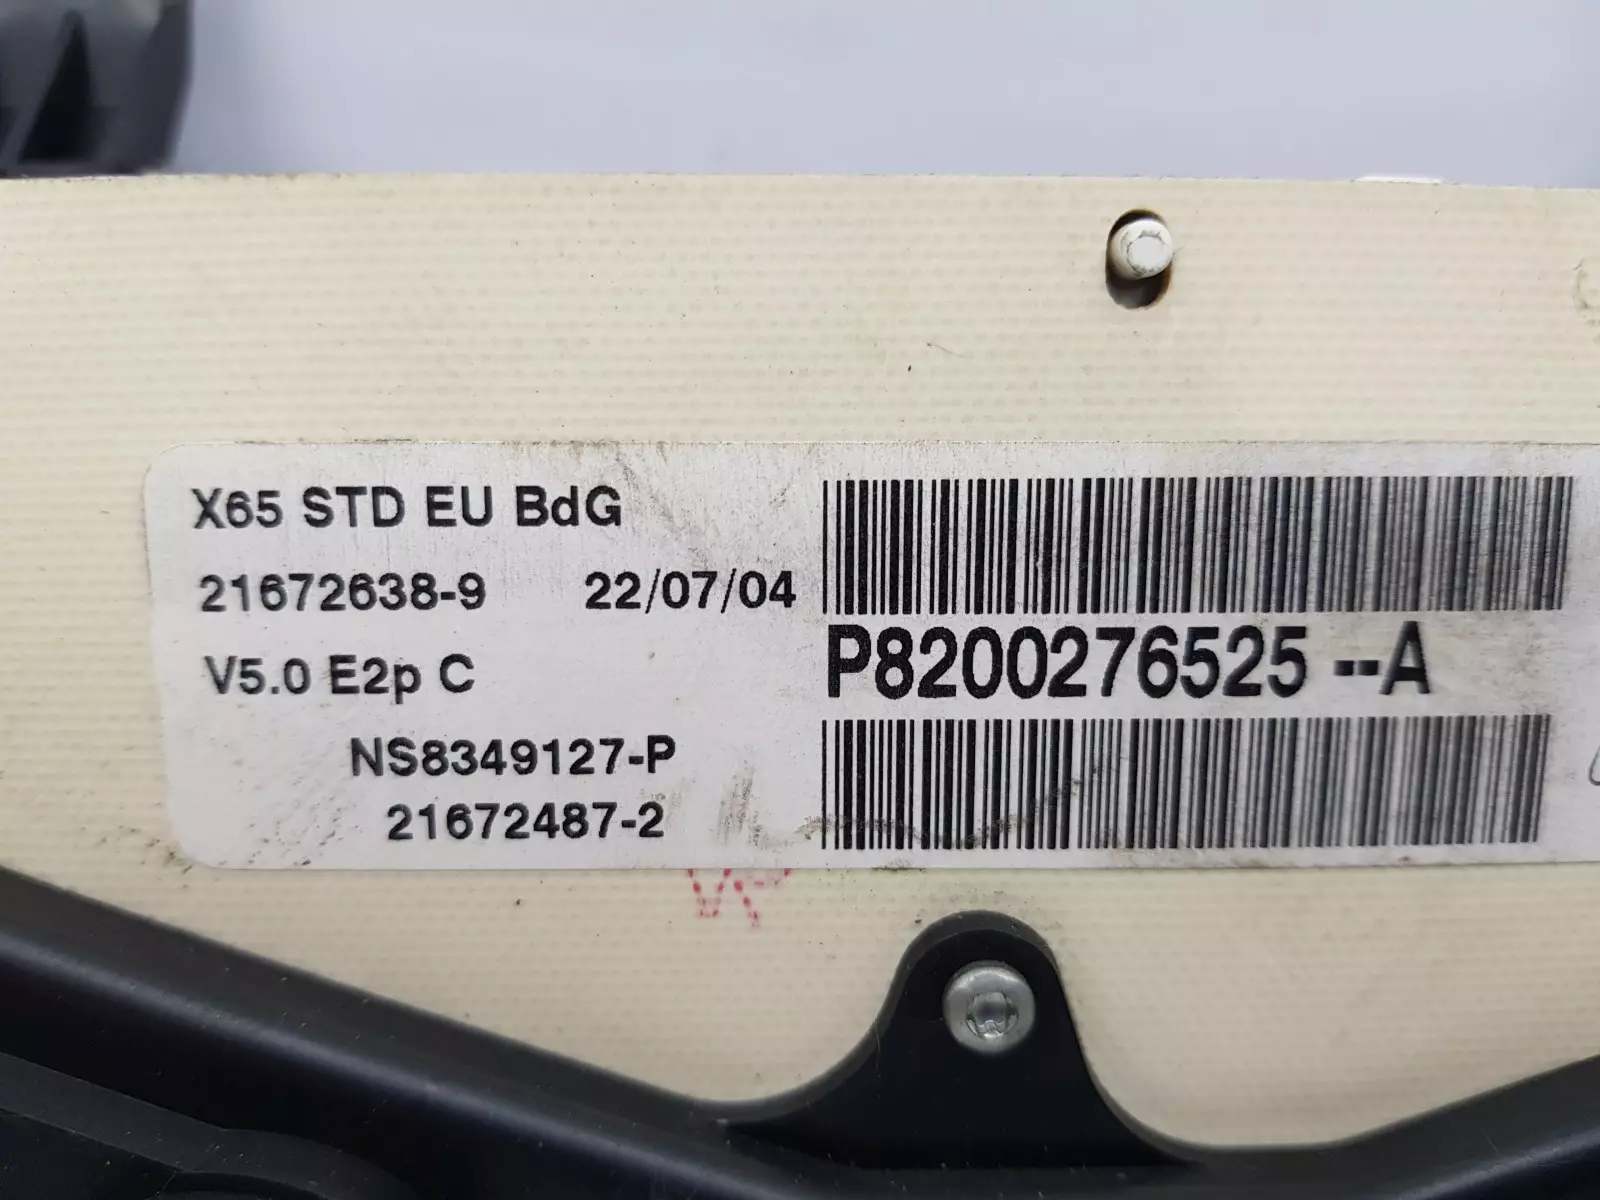 X65 STD EU BdG
21672638-9 22/07/04
V5.0 E2p C
P8200276525 --A
NS8349127-P
21672487-2